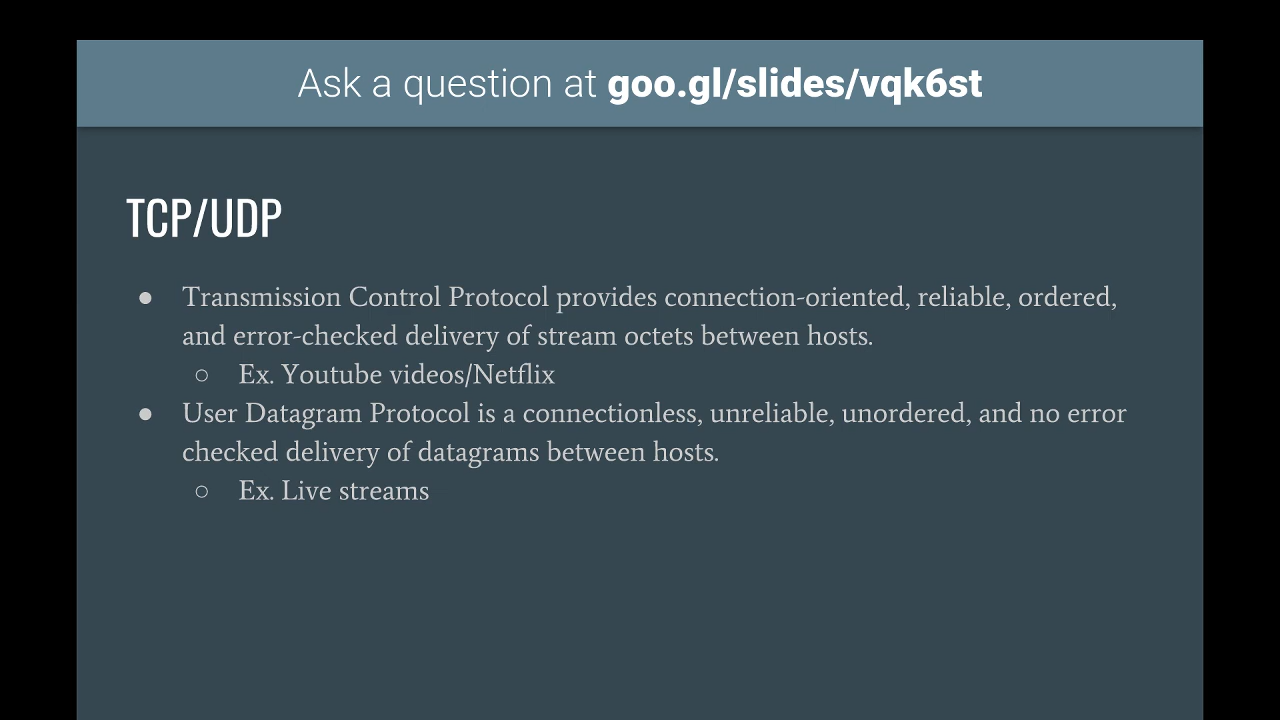 Ask a question at goo.gl/slides/vqk6st
TCP/UDP
● Transmission Control Protocol provides connection-oriented, reliable, ordered,
and error-checked delivery of stream octets between hosts.
○ Ex. Youtube videos/Netflix
● User Datagram Protocol is a connectionless, unreliable, unordered, and no error
checked delivery of datagrams between hosts.
○ Ex. Live streams